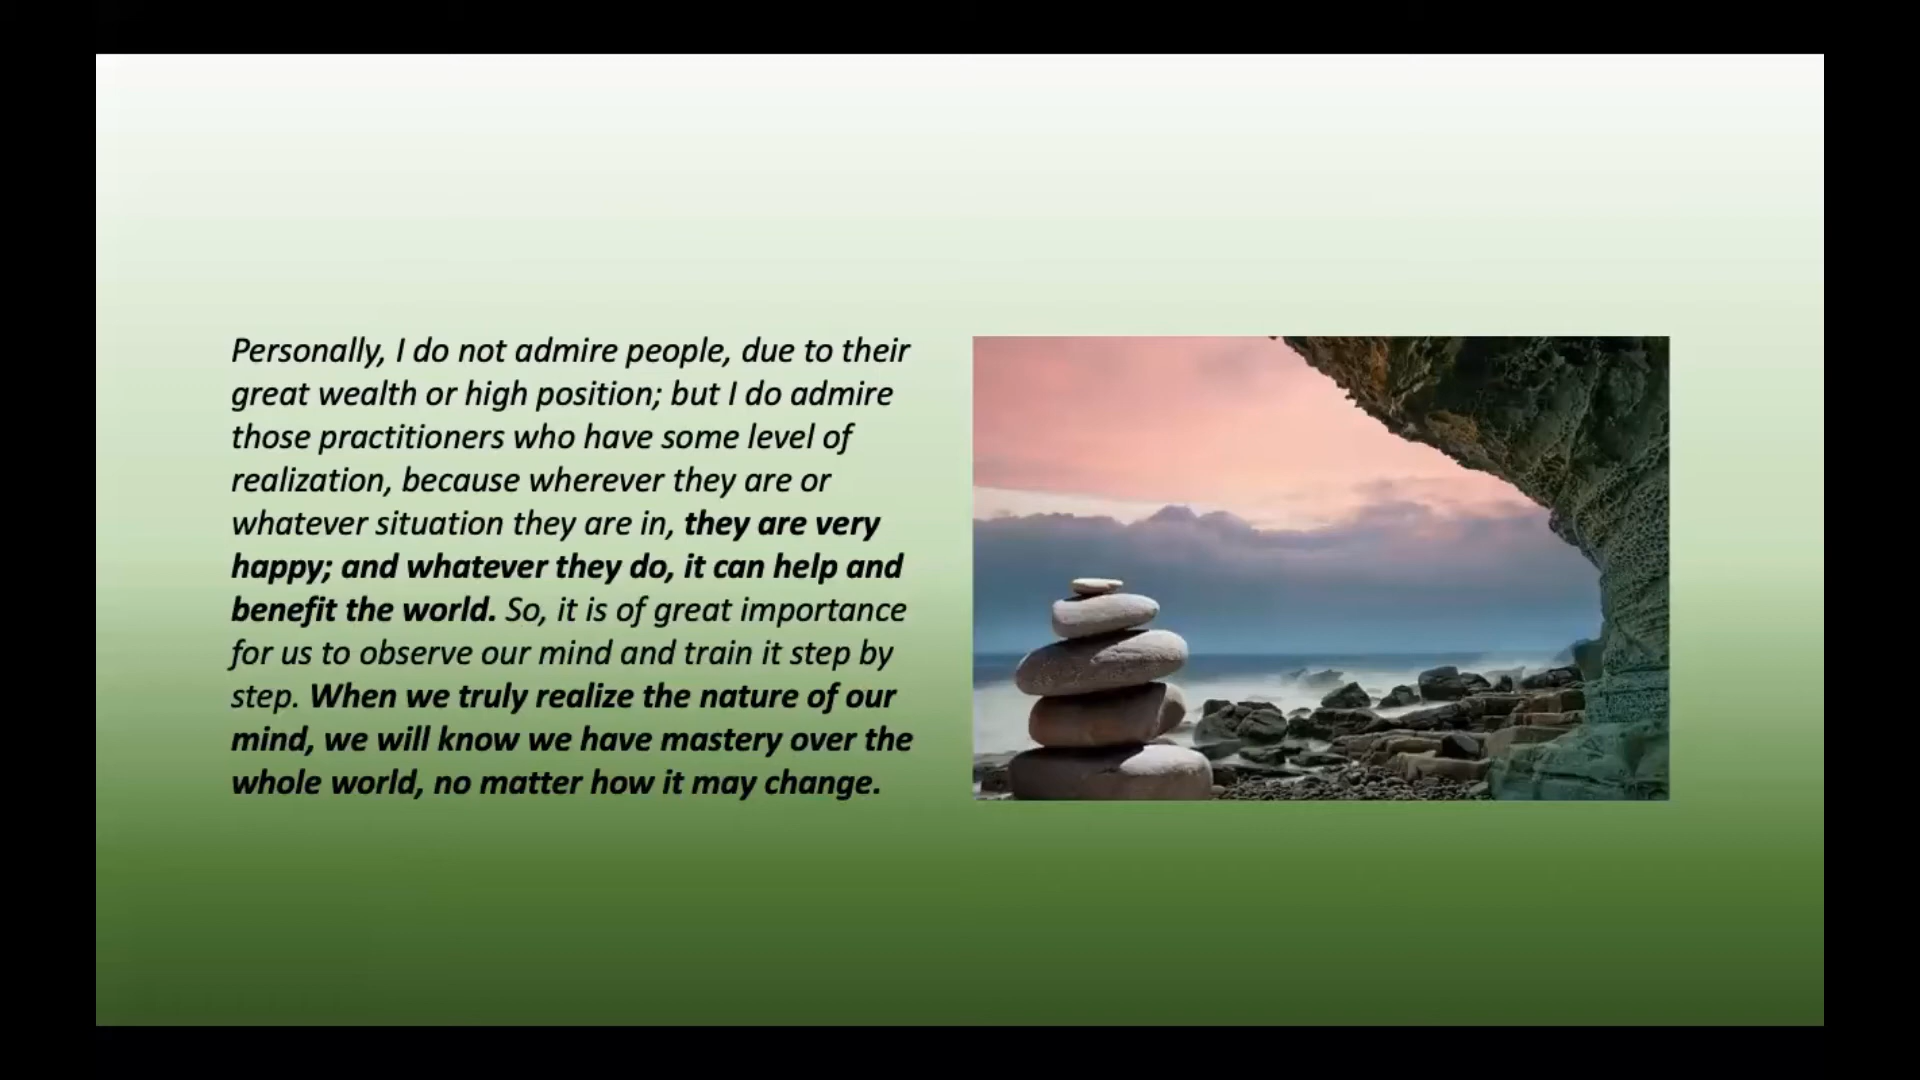 Personally, I do not admire people, due to their
great wealth or high position; but I do admire
those practitioners who have some level of
realization, because wherever they are or
whatever situation they are in, they are very
happy; and whatever they do, it can help and
benefit the world. So, it is of great importance
for us to observe our mind and train it step by
step. When we truly realize the nature of our
mind, we will know we have mastery over the
whole world, no matter how it may change.